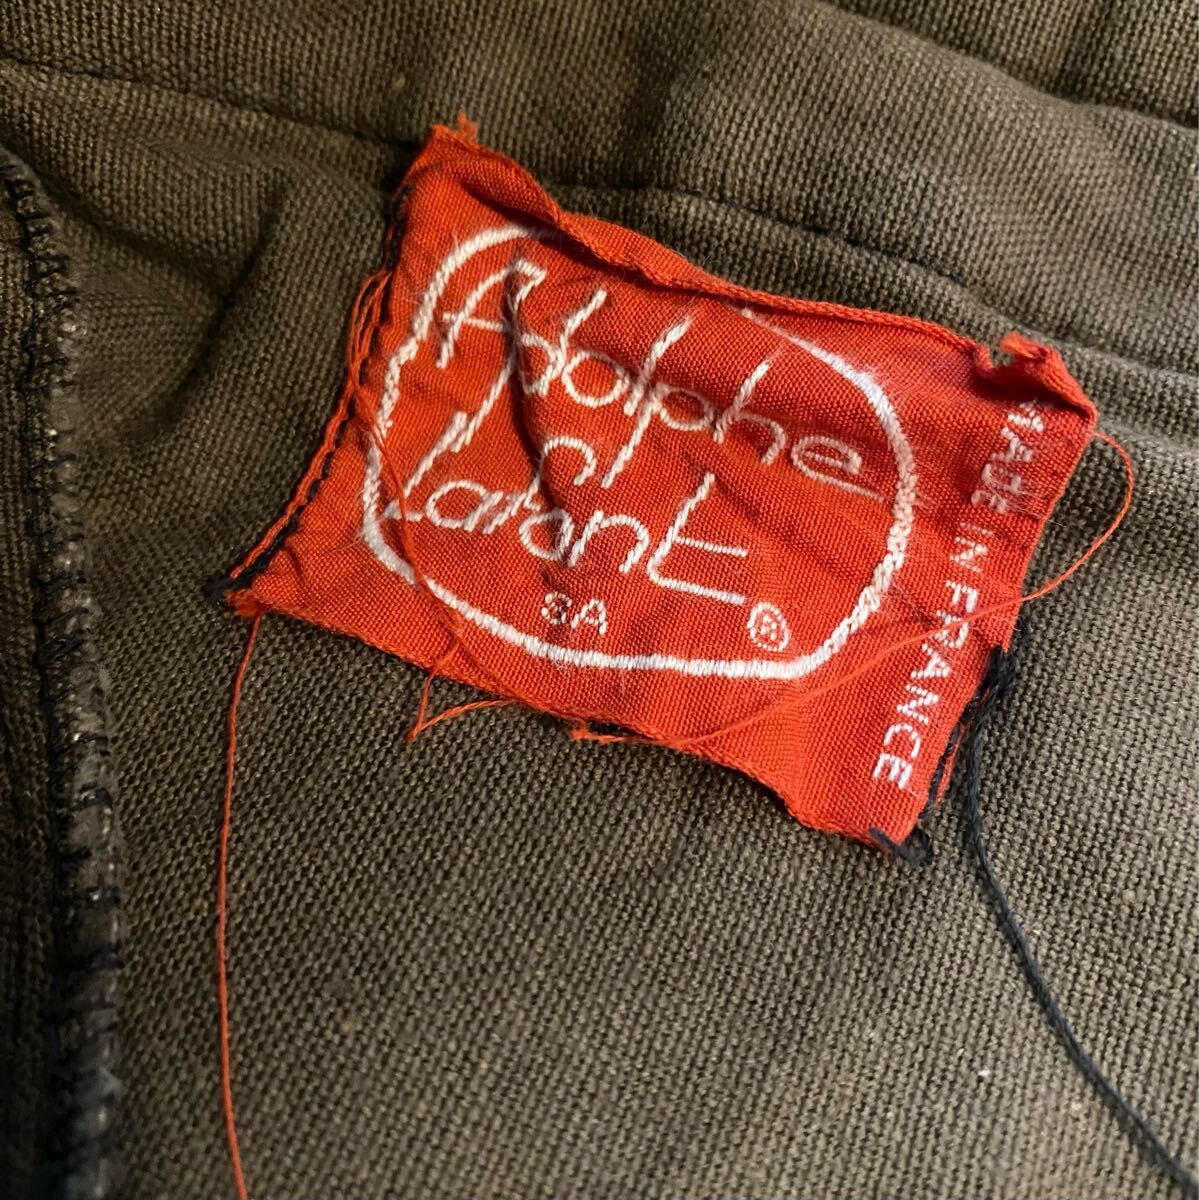 Adolphe
Lafont
SA ®
MADE IN FRANCE